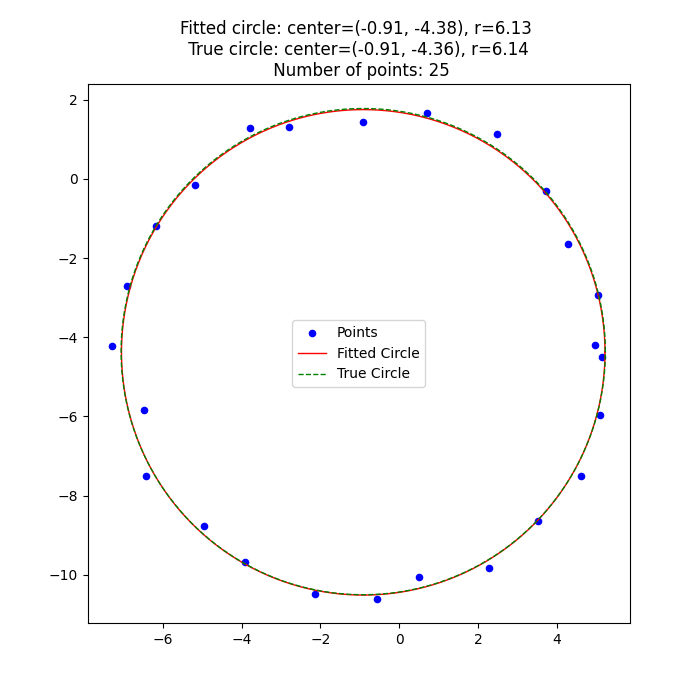 Fitted circle: center=(-0.91, -4.38), r=6.13
True circle: center=(-0.91, -4.36), r=6.14
Number of points: 25
2
0
−2
−4
−6
−8
−10
Points
Fitted Circle
True Circle
−6
−4
−2
0
2
4